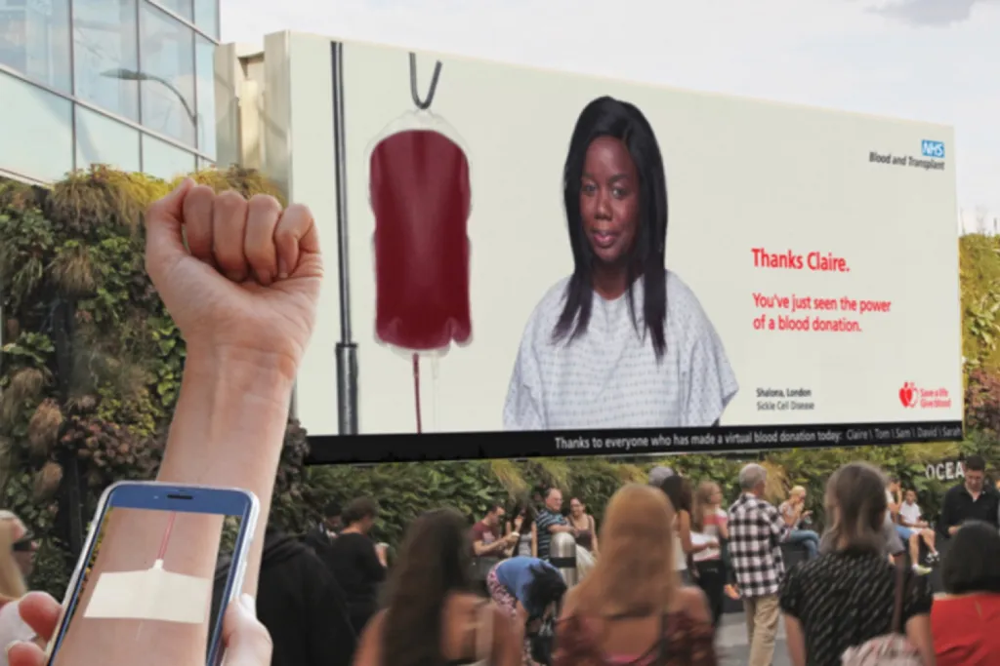 NHS
Blood and Transplant
Thanks Claire.
You've just seen the power
of a blood donation.
Shalona, London
Sickle Cell Disease
Save a life
Give blood
Thanks to everyone who has made a virtual blood donation today: Claire \ Tom \ Sam \ David \ Sarah
OCEA